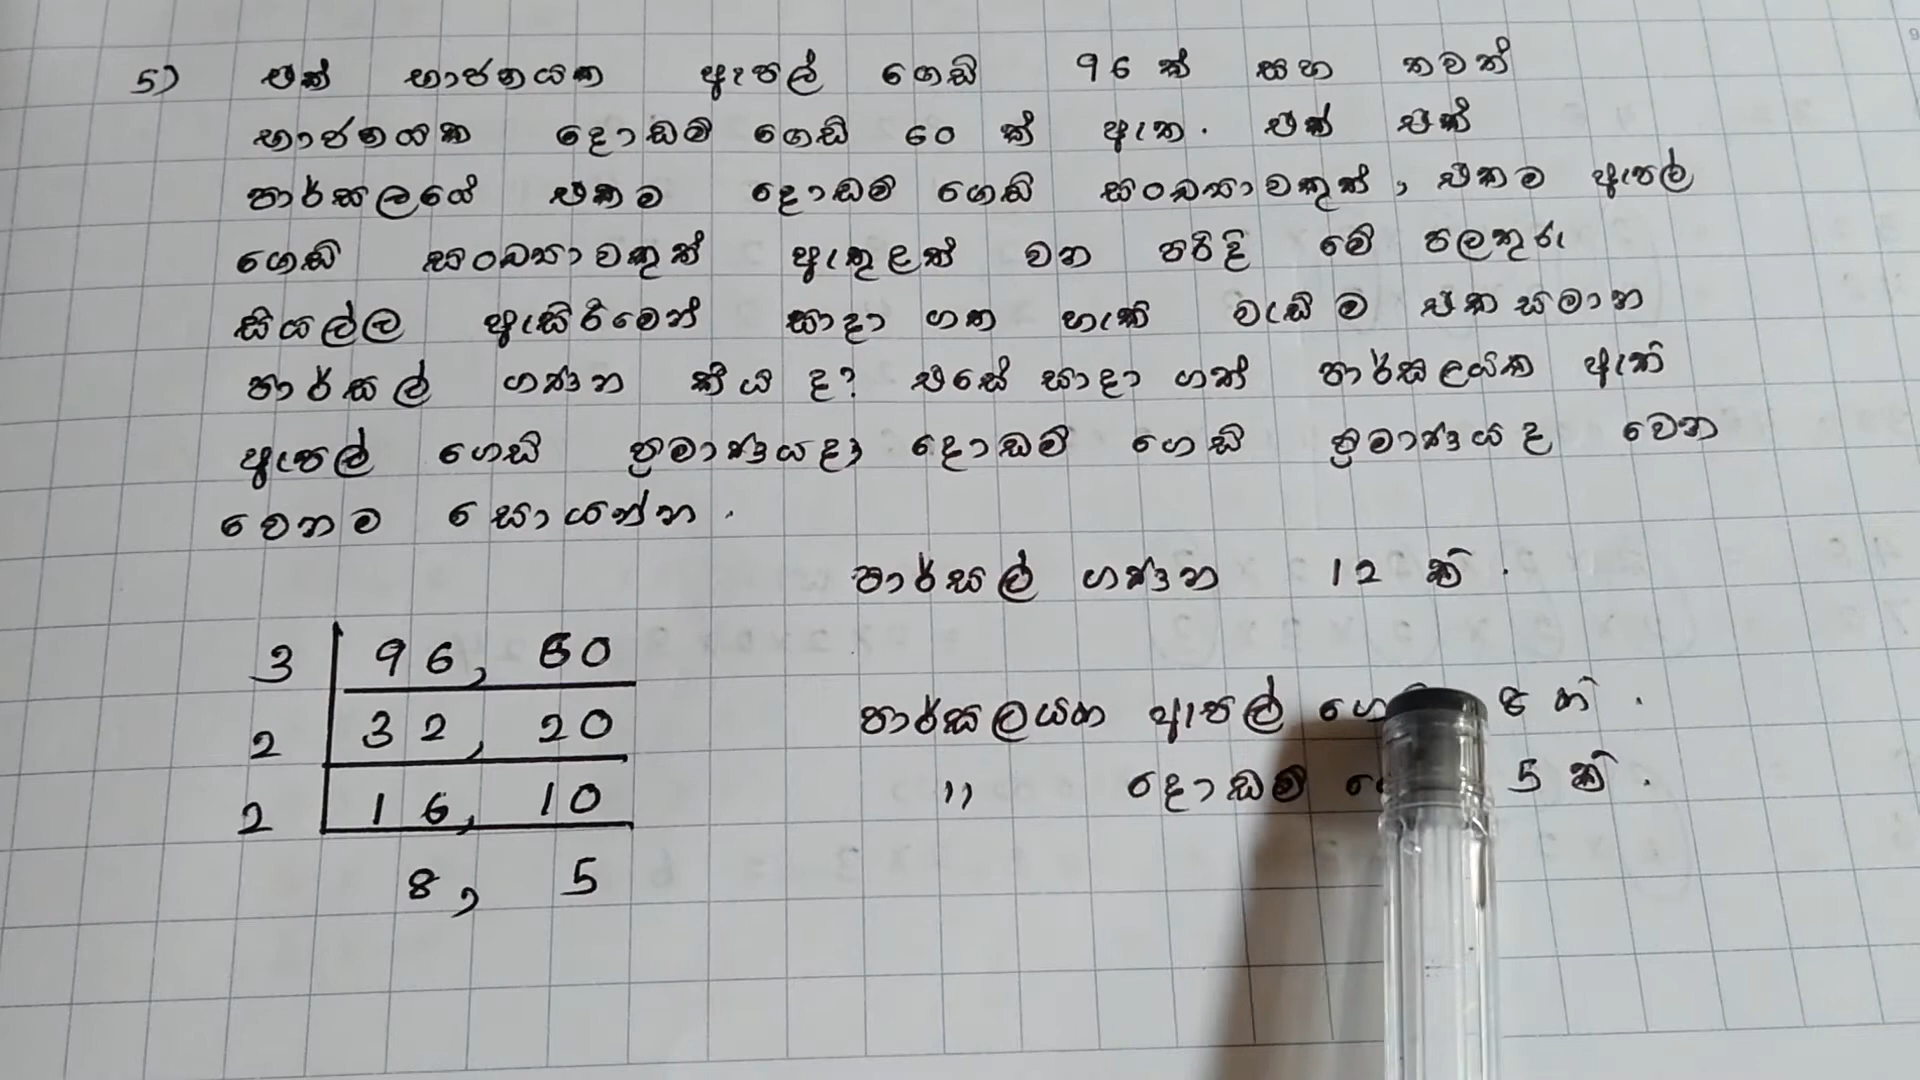 5) එක් භාජනයක ඇපල් ගෙඩි 96 ක් සහ තවත්
භාජනයක දොඩම් ගෙඩි 60 ක් ඇත. එක් එක්
පාර්සලයේ එකම දොඩම් ගෙඩි සංඛ්‍යාවකුත්, එකම ඇපල්
ගෙඩි සංඛ්‍යාවකුත් ඇතුළත් වන පරිදි මේ පලතුරු
සියල්ල ඇසිරිමෙන් සාදා ගත හැකි වැඩිම එක සමාන
පාර්සල් ගණන කීය ද? එසේ සාදා ගත් පාර්සලයක ඇති
ඇපල් ගෙඩි ප්‍රමාණයද, දොඩම් ගෙඩි ප්‍රමාණයද වෙන
වෙනම සොයන්න.
පාර්සල් ගණන 12 කි.
3 96, 60
2 32, 20
2 16, 10
8, 5
පාර්සලයක ඇපල් 8 කි.
" දොඩම් 5 කි.